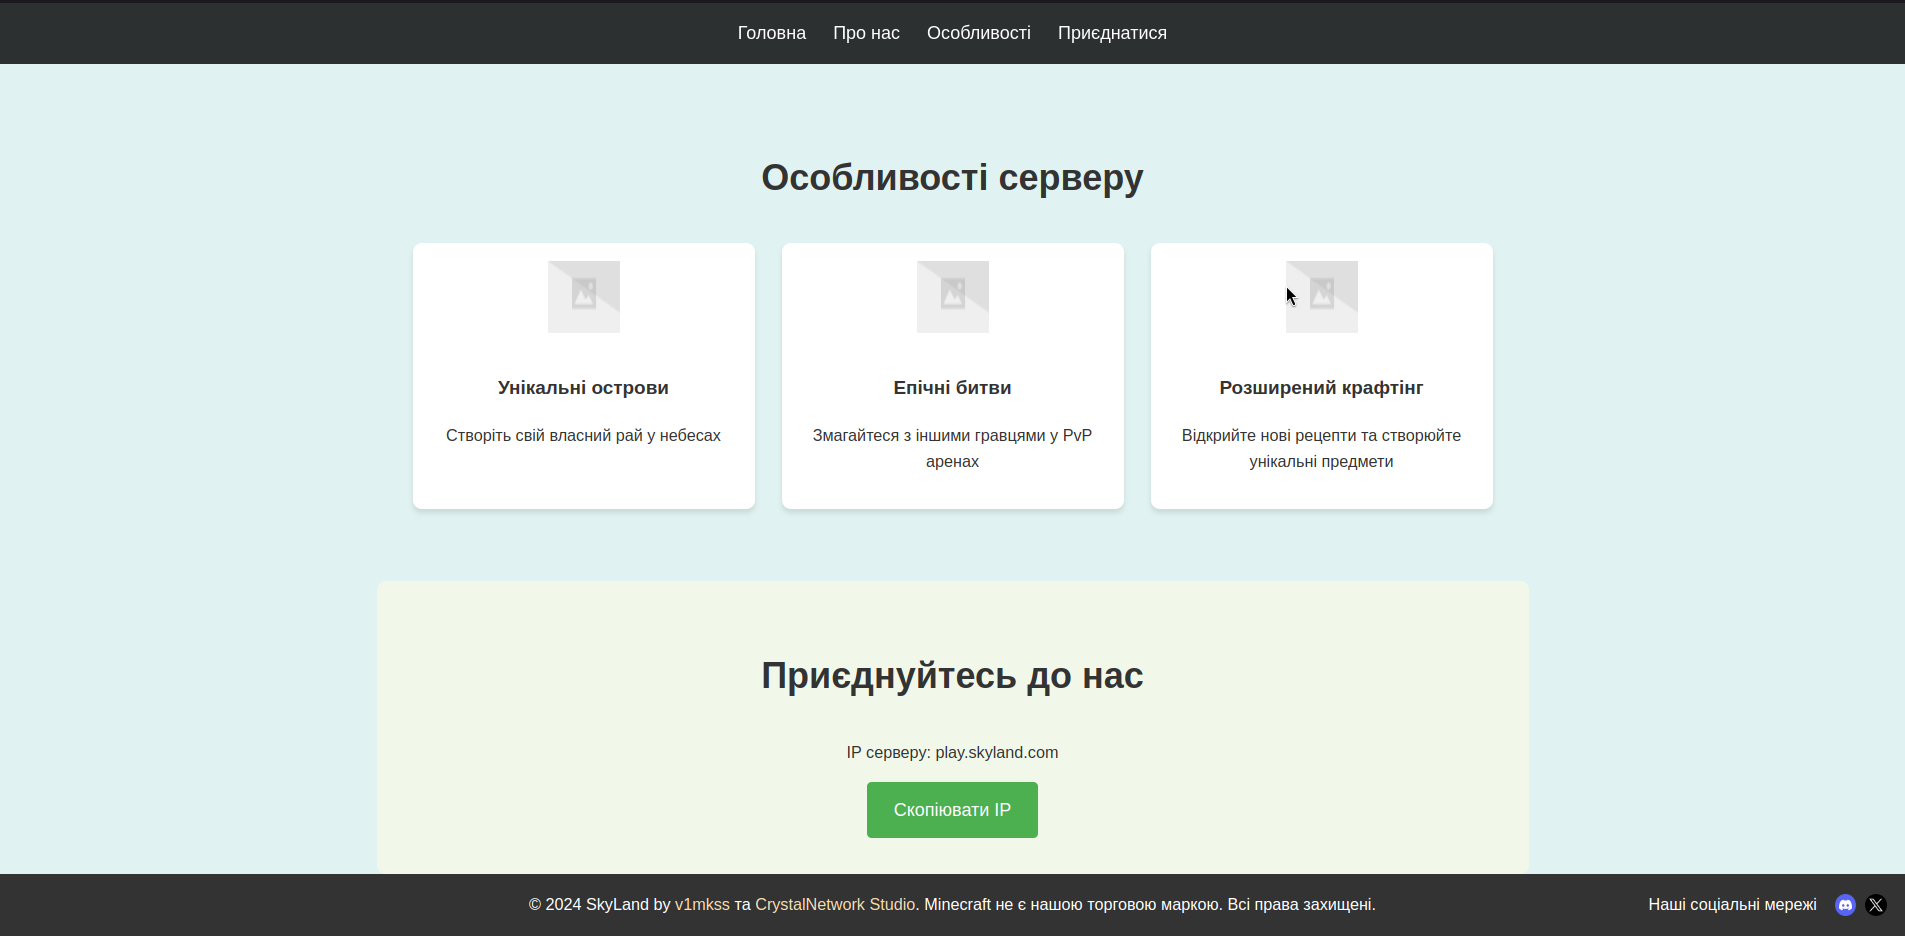 Головна Про нас Особливості Приєднатися
Особливості серверу
Унікальні острови
Створіть свій власний рай у небесах
Епічні битви
Змагайтеся з іншими гравцями у PvP
аренах
Розширений крафтінг
Відкрийте нові рецепти та створюйте
унікальні предмети
Приєднуйтесь до нас
IP серверу: play.skyland.com
Скопіювати IP
© 2024 SkyLand by v1mkss та CrystalNetwork Studio. Minecraft не є нашою торговою маркою. Всі права захищені.
Наші соціальні мережі